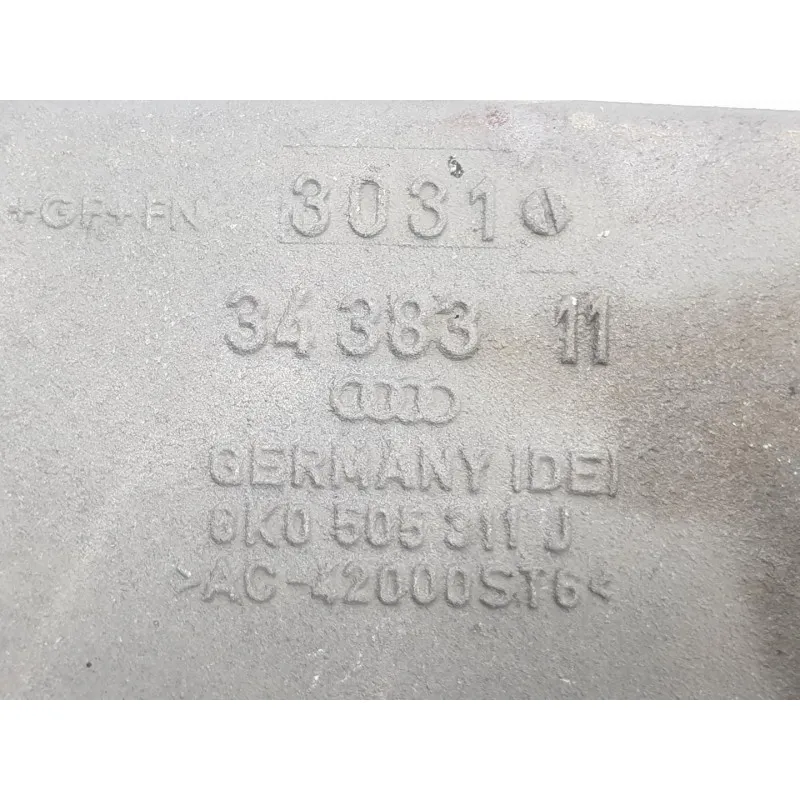 +GF+ FN 3031
34 383 11
GERMANY (DE)
8K0 505 311 J
>AC-42000ST6<